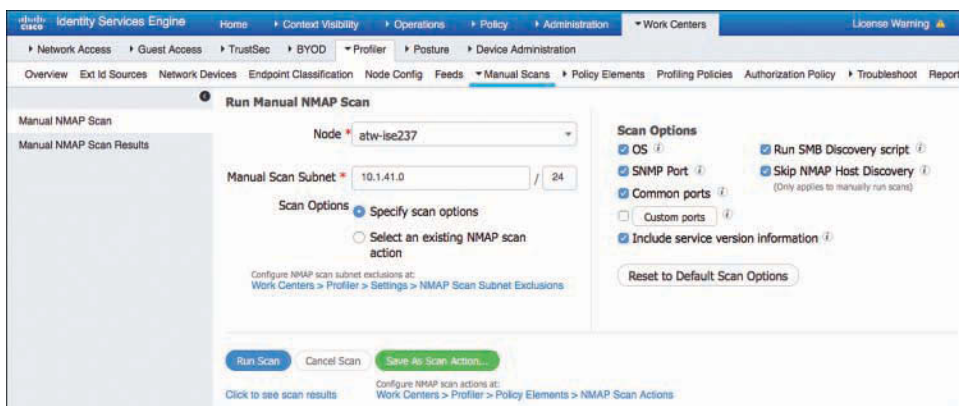 cisco Identity Services Engine Home Context Visibility Operations Policy Administration Work Centers License Warning
Network Access Guest Access TrustSec BYOD Profiler Posture Device Administration
Overview Ext Id Sources Network Devices Endpoint Classification Node Config Feeds Manual Scans Policy Elements Profiling Policies Authorization Policy Troubleshoot Report
Manual NMAP Scan
Manual NMAP Scan Results
Run Manual NMAP Scan
Node * atw-ise237
Manual Scan Subnet * 10.1.41.0 / 24
Scan Options Specify scan options
Select an existing NMAP scan
action
Configure NMAP scan subnet exclusions at:
Work Centers > Profiler > Settings > NMAP Scan Subnet Exclusions
Scan Options
OS Run SMB Discovery script
SNMP Port Skip NMAP Host Discovery
(Only applies to manually run scans)
Common ports
Custom ports
Include service version information
Reset to Default Scan Options
Run Scan Cancel Scan Save As Scan Action...
Click to see scan results
Configure NMAP scan actions at:
Work Centers > Profiler > Policy Elements > NMAP Scan Actions